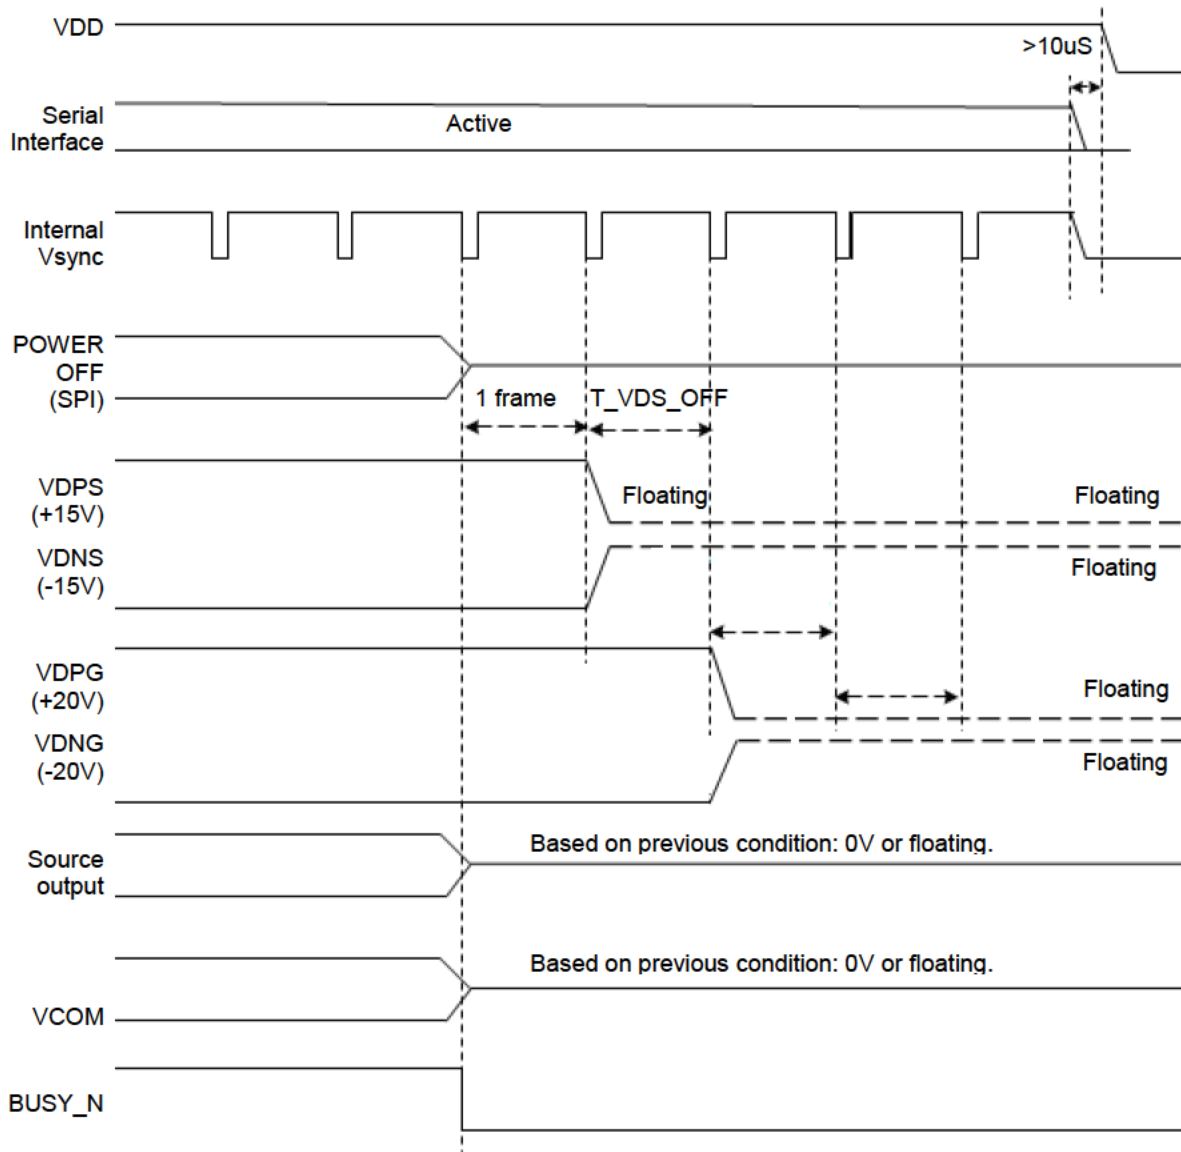 VDD
>10uS
Serial
Interface
Active
Internal
Vsync
POWER
OFF
(SPI)
1 frame
T_VDS_OFF
VDPS
(+15V)
Floating
Floating
VDNS
(-15V)
Floating
VDPG
(+20V)
Floating
VDNG
(-20V)
Floating
Source
output
Based on previous condition: 0V or floating.
VCOM
Based on previous condition: 0V or floating.
BUSY_N